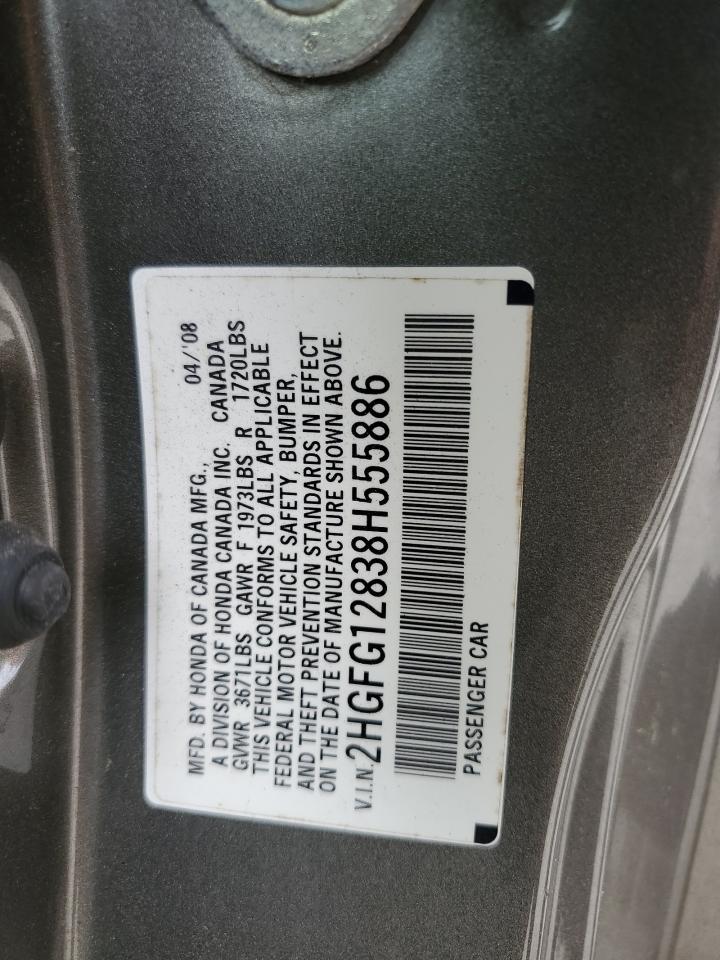 MFD. BY HONDA OF CANADA MFG., 04/'08
A DIVISION OF HONDA CANADA INC. CANADA
GVWR 3671LBS GAWR F 1973LBS R 1720LBS
THIS VEHICLE CONFORMS TO ALL APPLICABLE
FEDERAL MOTOR VEHICLE SAFETY, BUMPER,
AND THEFT PREVENTION STANDARDS IN EFFECT
ON THE DATE OF MANUFACTURE SHOWN ABOVE.
V.I.N. 2HGFG12838H555886
PASSENGER CAR